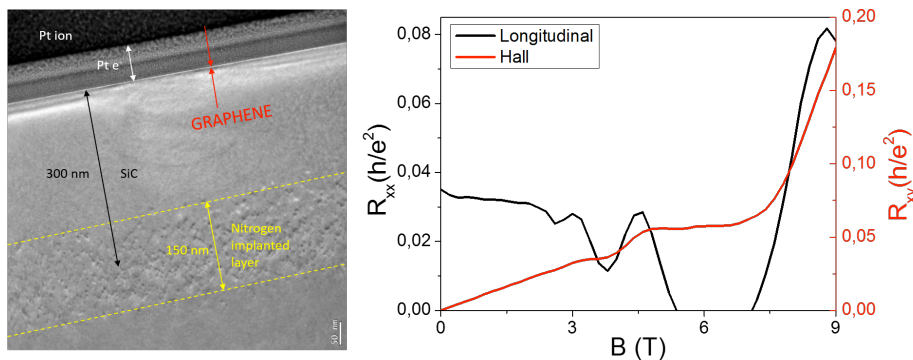 Pt ion
Pt e⁻
GRAPHENE
300 nm
SiC
150 nm
Nitrogen
implanted
layer
50 nm
Longitudinal
Hall
0,08
0,06
0,04
0,02
0,00
R_xx(h/e²)
0,20
0,15
0,10
0,05
0,00
R_xy(h/e²)
0
3
6
9
B (T)